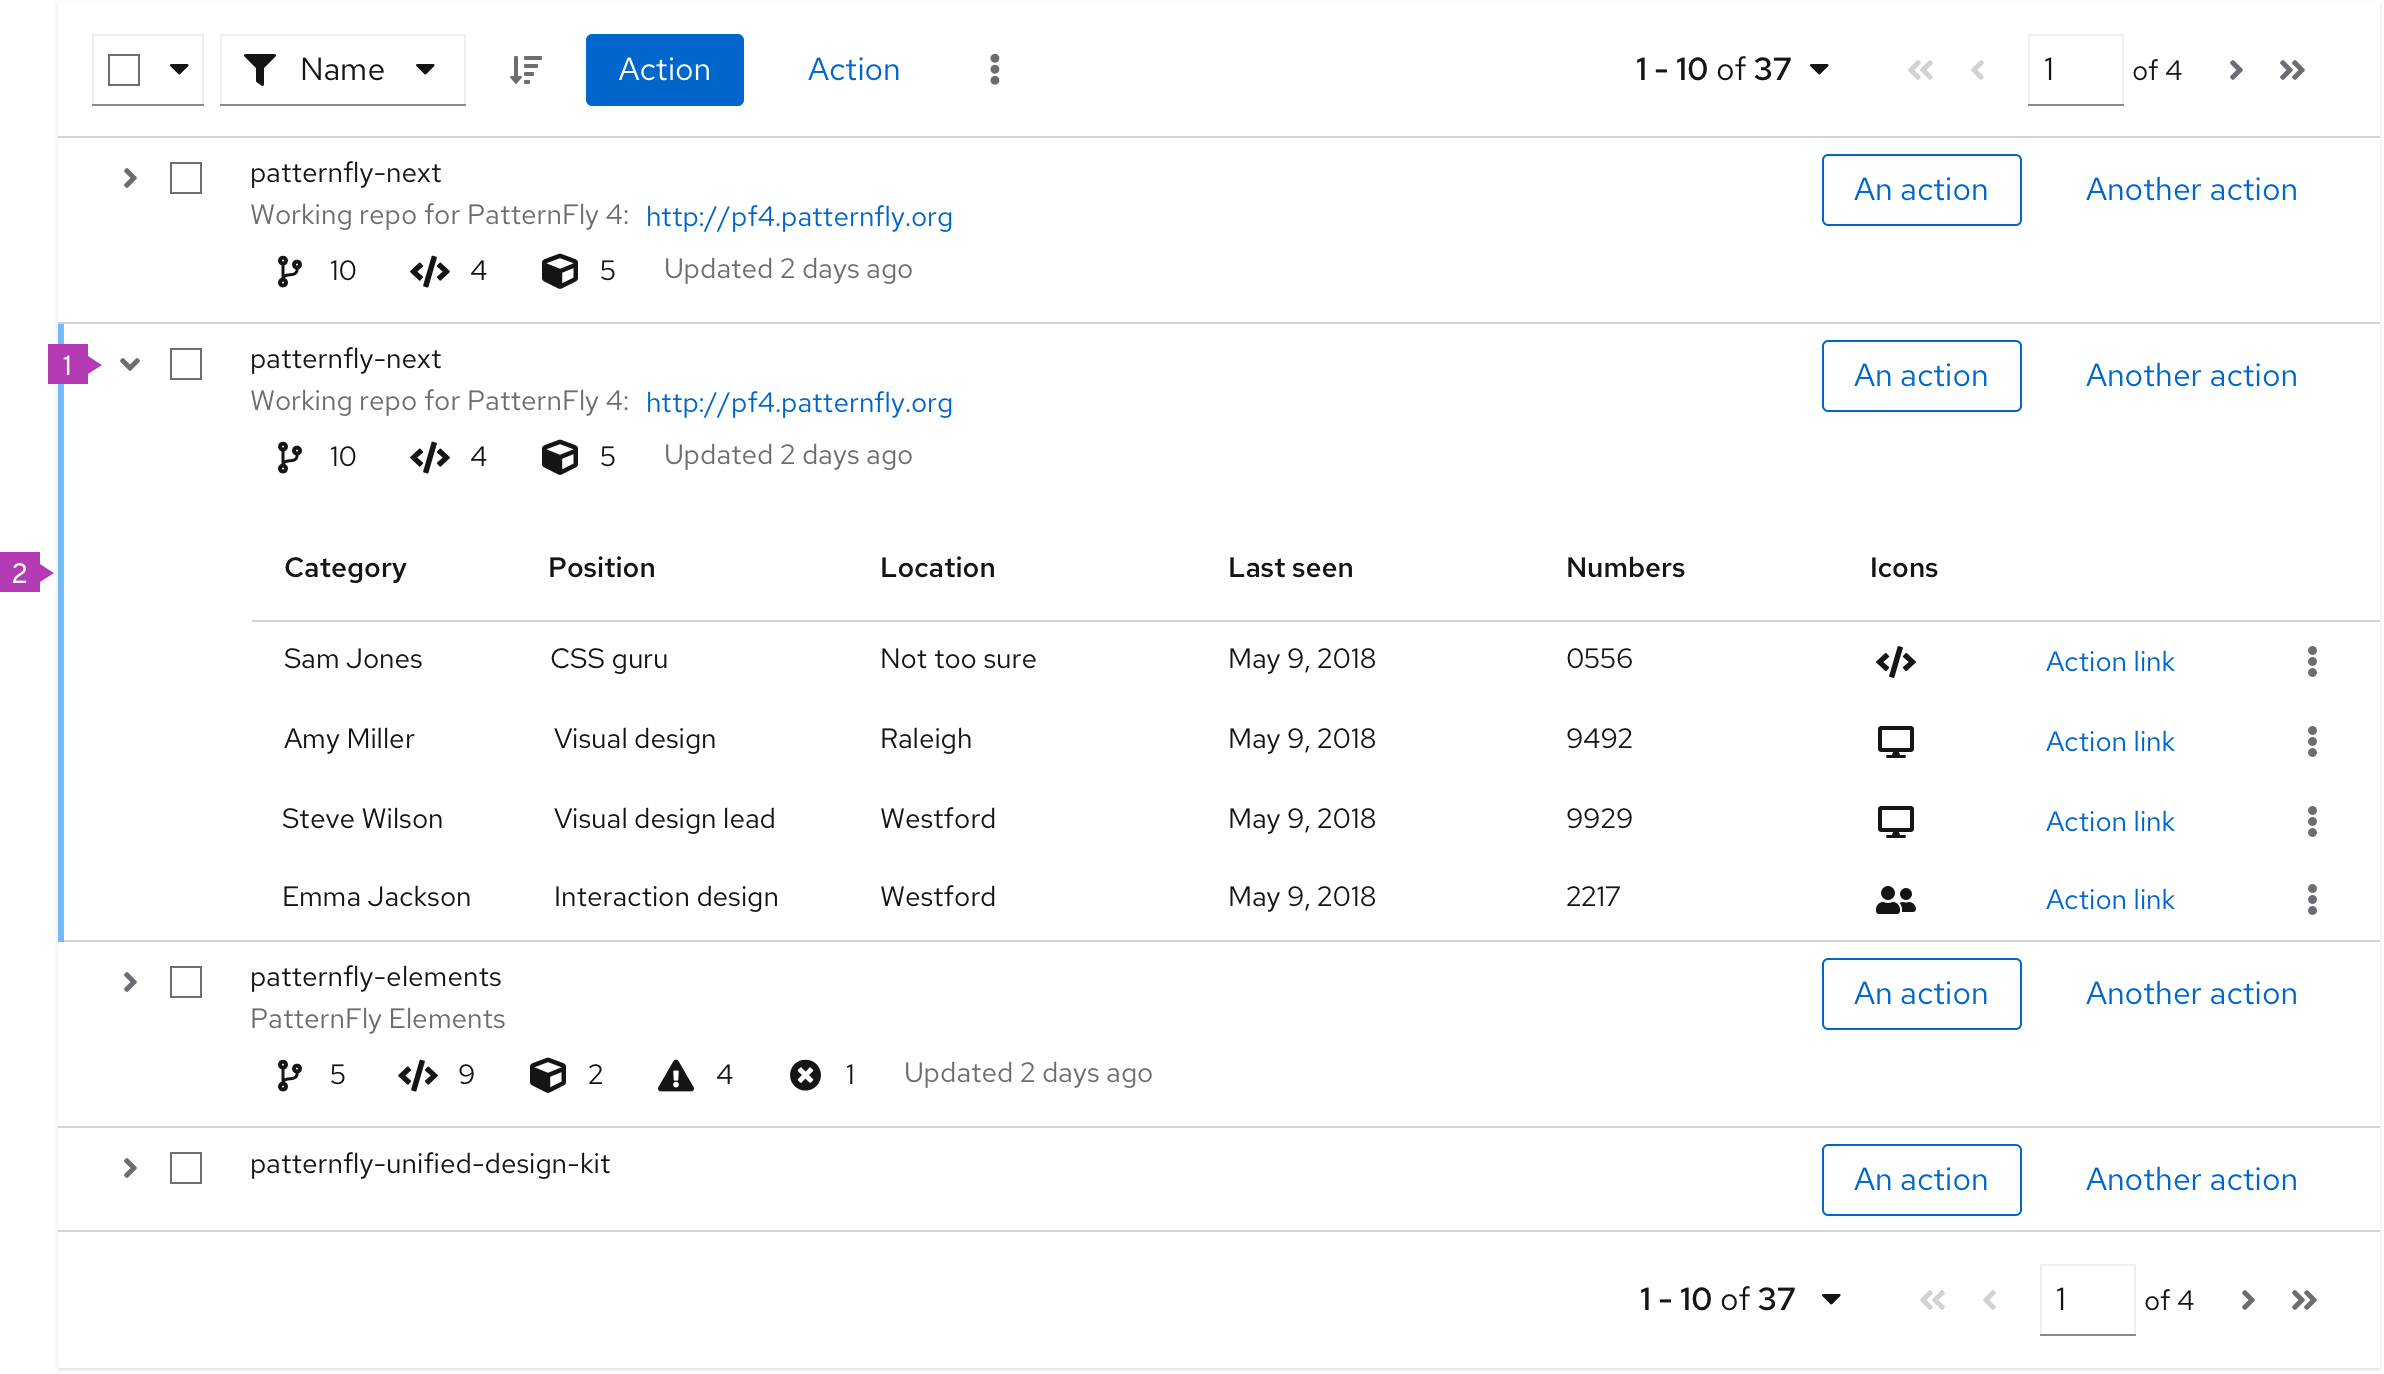 Name Action Action 1 - 10 of 37 1 of 4
patternfly-next An action Another action
Working repo for PatternFly 4: http://pf4.patternfly.org
10 4 5 Updated 2 days ago
1 patternfly-next An action Another action
Working repo for PatternFly 4: http://pf4.patternfly.org
10 4 5 Updated 2 days ago
2 Category Position Location Last seen Numbers Icons
Sam Jones CSS guru Not too sure May 9, 2018 0556 Action link
Amy Miller Visual design Raleigh May 9, 2018 9492 Action link
Steve Wilson Visual design lead Westford May 9, 2018 9929 Action link
Emma Jackson Interaction design Westford May 9, 2018 2217 Action link
patternfly-elements An action Another action
PatternFly Elements
5 9 2 4 1 Updated 2 days ago
patternfly-unified-design-kit An action Another action
1 - 10 of 37 1 of 4